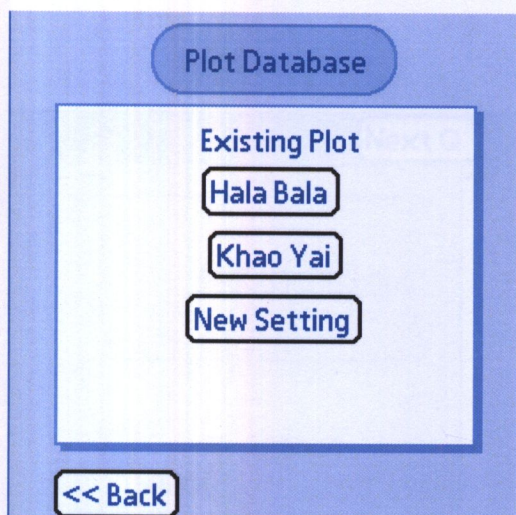 Plot Database
Existing Plot
Hala Bala
Khao Yai
New Setting
<< Back